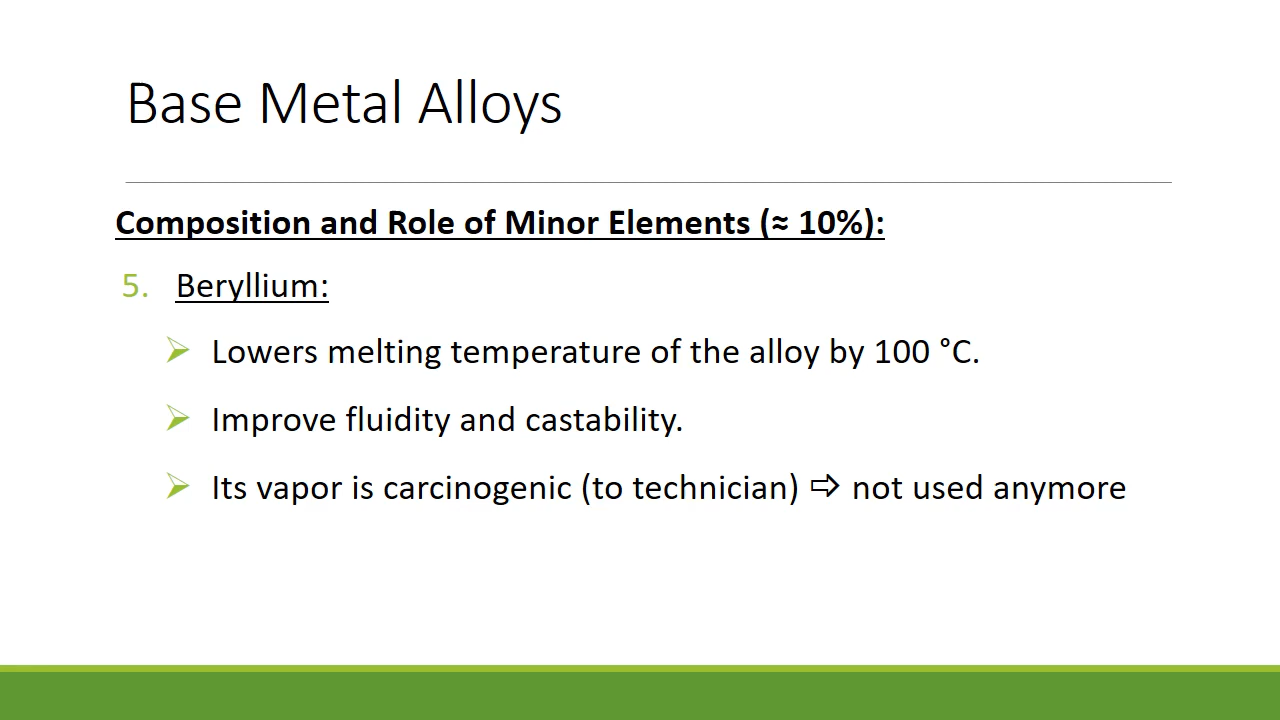 Base Metal Alloys
Composition and Role of Minor Elements (≈ 10%):
5. Beryllium:
➢ Lowers melting temperature of the alloy by 100 °C.
➢ Improve fluidity and castability.
➢ Its vapor is carcinogenic (to technician) ⇨ not used anymore